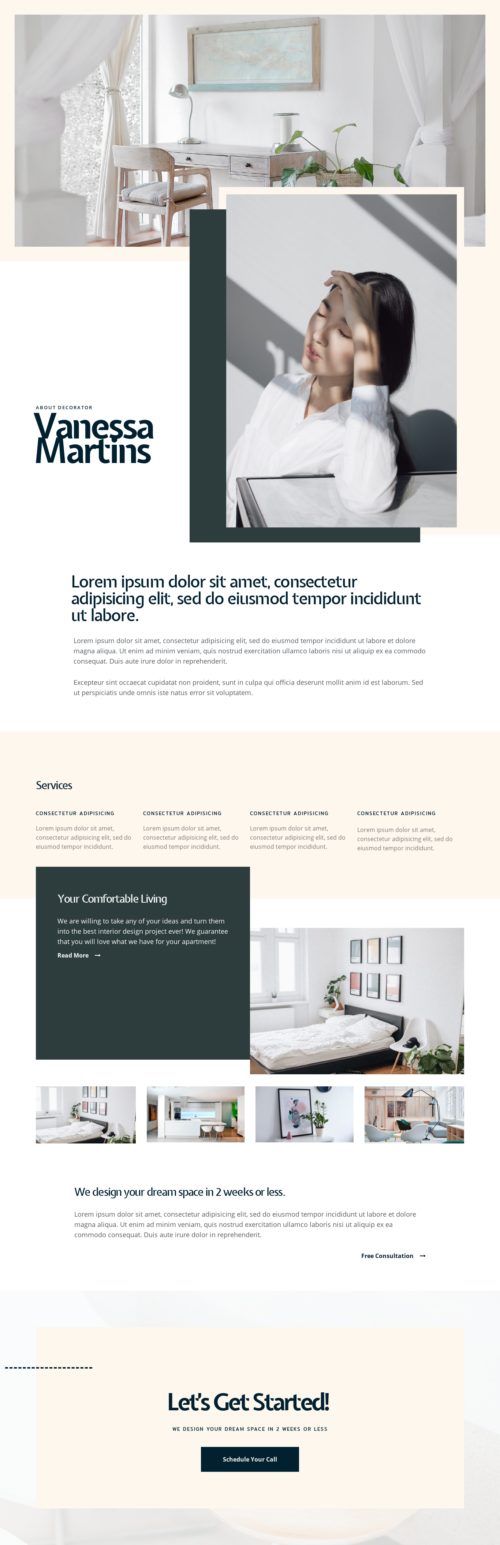 ABOUT DECORATOR
Vanessa
Martins
Lorem ipsum dolor sit amet, consectetur
adipisicing elit, sed do eiusmod tempor incididunt
ut labore.
Lorem ipsum dolor sit amet, consectetur adipisicing elit, sed do eiusmod tempor incididunt ut labore et dolore
magna aliqua. Ut enim ad minim veniam, quis nostrud exercitation ullamco laboris nisi ut aliquip ex ea commodo
consequat. Duis aute irure dolor in reprehenderit.
Excepteur sint occaecat cupidatat non proident, sunt in culpa qui officia deserunt mollit anim id est laborum. Sed
ut perspiciatis unde omnis iste natus error sit voluptatem.
Services
CONSECTETUR ADIPISICING
Lorem ipsum dolor sit amet,
consectetur adipisicing elit, sed do
eiusmod tempor incididunt.
CONSECTETUR ADIPISICING
Lorem ipsum dolor sit amet,
consectetur adipisicing elit, sed do
eiusmod tempor incididunt.
CONSECTETUR ADIPISICING
Lorem ipsum dolor sit amet,
consectetur adipisicing elit, sed do
eiusmod tempor incididunt.
CONSECTETUR ADIPISICING
Lorem ipsum dolor sit amet,
consectetur adipisicing elit, sed do
eiusmod tempor incididunt.
Your Comfortable Living
We are willing to take any of your ideas and turn them
into the best interior design project ever! We guarantee
that you will love what we have for your apartment!
Read More →
We design your dream space in 2 weeks or less.
Lorem ipsum dolor sit amet, consectetur adipisicing elit, sed do eiusmod tempor incididunt ut labore et dolore
magna aliqua. Ut enim ad minim veniam, quis nostrud exercitation ullamco laboris nisi ut aliquip ex ea
commodo consequat. Duis aute irure dolor in reprehenderit.
Free Consultation →
Let's Get Started!
WE DESIGN YOUR DREAM SPACE IN 2 WEEKS OR LESS
Schedule Your Call